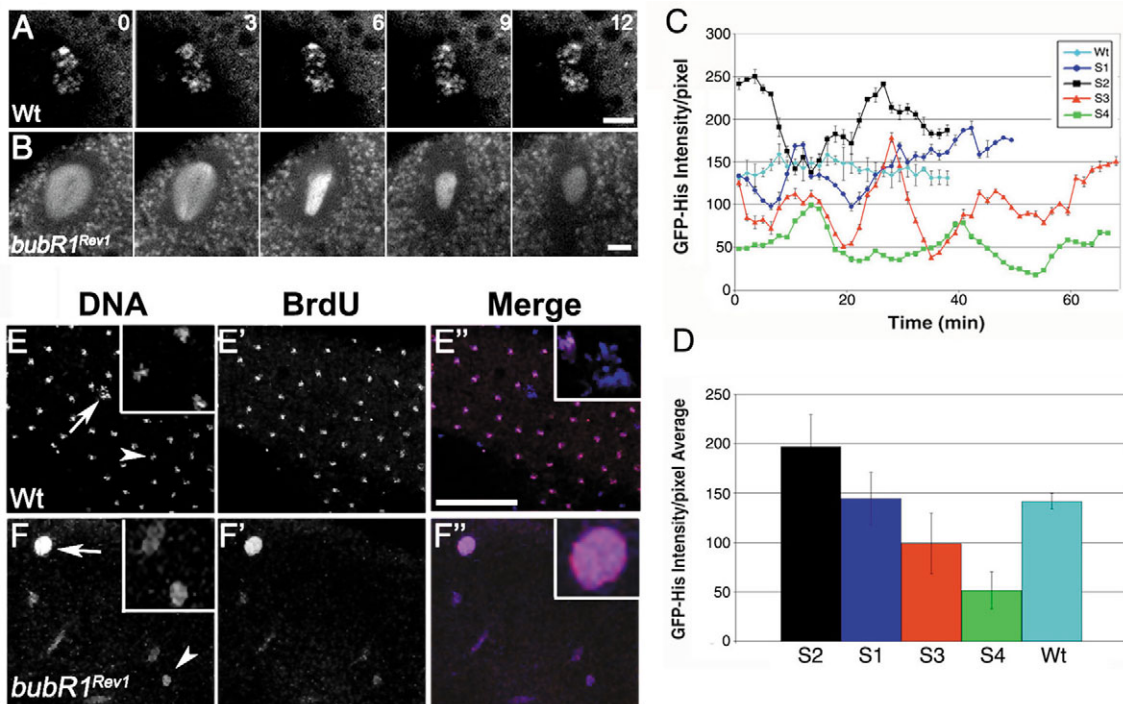 A
0
3
6
9
12
Wt
B
bubR1Rev1
C
GFP-His Intensity/pixel
300
250
200
150
100
50
0
0
20
40
60
Time (min)
Wt
S1
S2
S3
S4
DNA
BrdU
Merge
E
E'
E''
Wt
F
F'
F''
bubR1Rev1
D
GFP-His Intensity/pixel Average
250
200
150
100
50
0
S2
S1
S3
S4
Wt